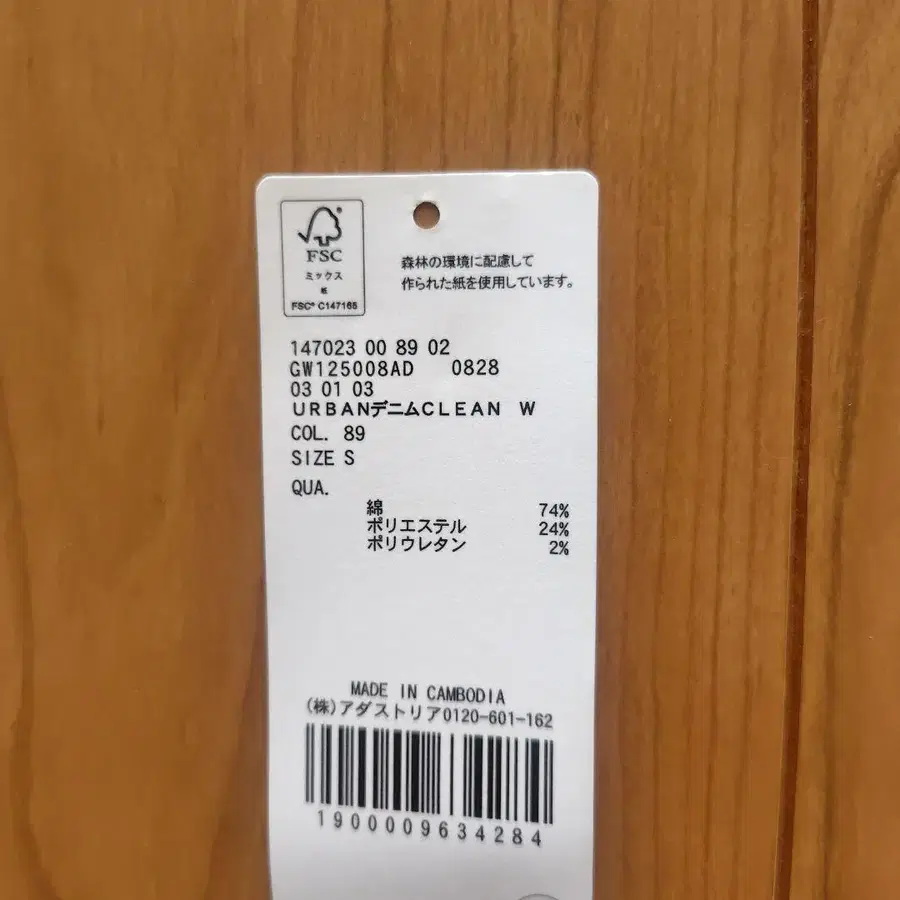 FSC
ミックス
紙
FSC® C147165
森林の環境に配慮して
作られた紙を使用しています。
147023 00 89 02
GW125008AD 0828
03 01 03
URBANデニムCLEAN W
COL. 89
SIZE S
QUA.
綿 74%
ポリエステル 24%
ポリウレタン 2%
MADE IN CAMBODIA
(株)アダストリア0120-601-162
1900009634284